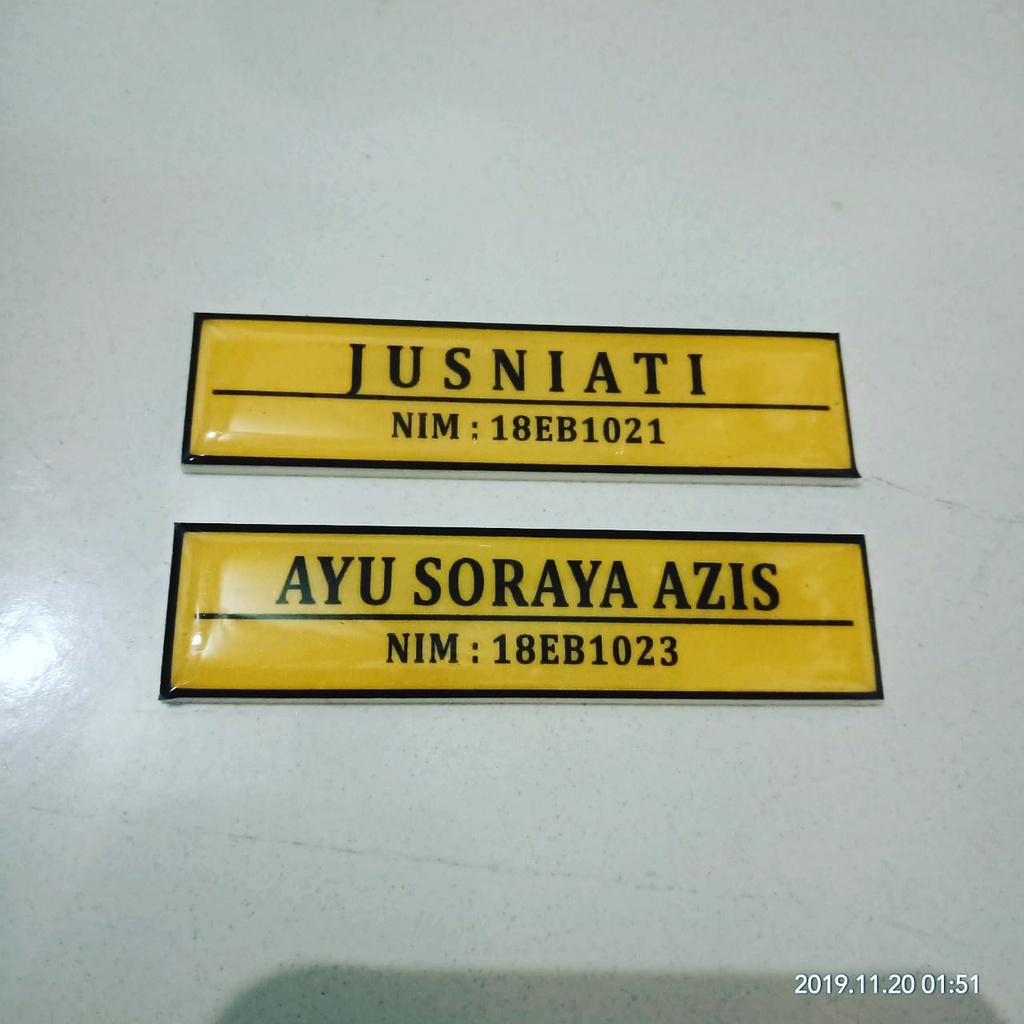 JUSNIATI
NIM : 18EB1021
AYU SORAYA AZIS
NIM : 18EB1023
2019.11.20 01:51